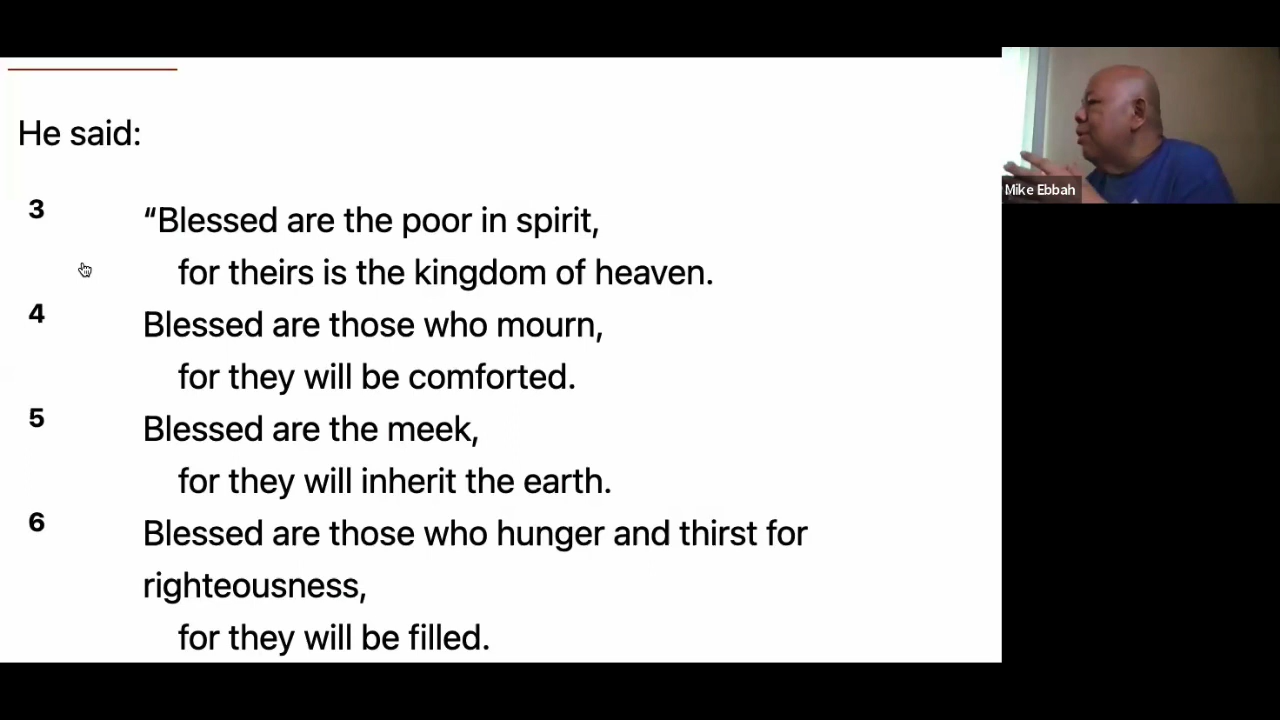 He said:
3
“Blessed are the poor in spirit,
for theirs is the kingdom of heaven.
4
Blessed are those who mourn,
for they will be comforted.
5
Blessed are the meek,
for they will inherit the earth.
6
Blessed are those who hunger and thirst for
righteousness,
for they will be filled.
Mike Ebbah